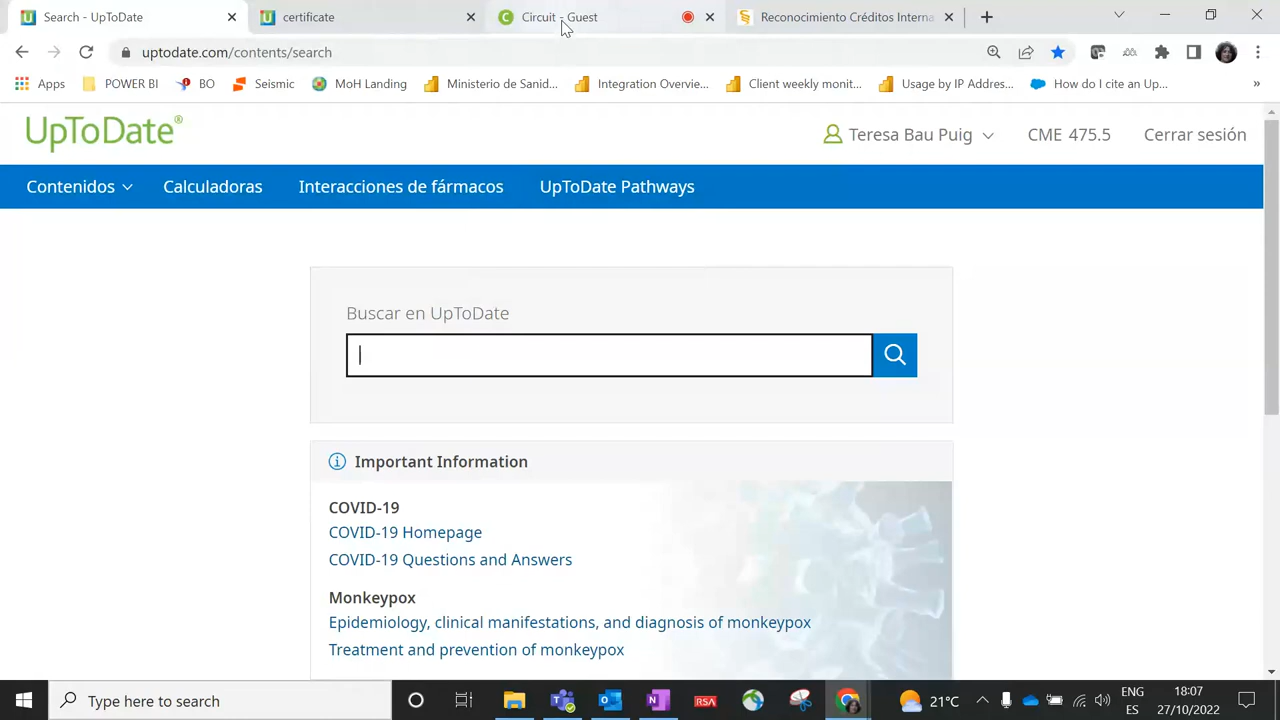 Search - UpToDate
certificate
Circuit - Guest
Reconocimiento Créditos Interna
uptodate.com/contents/search
Apps
POWER BI
BO
Seismic
MoH Landing
Ministerio de Sanid...
Integration Overvie...
Client weekly monit...
Usage by IP Address...
How do I cite an Up...
»
UpToDate®
Teresa Bau Puig
CME 475.5
Cerrar sesión
Contenidos
Calculadoras
Interacciones de fármacos
UpToDate Pathways
Buscar en UpToDate
Important Information
COVID-19
COVID-19 Homepage
COVID-19 Questions and Answers
Monkeypox
Epidemiology, clinical manifestations, and diagnosis of monkeypox
Treatment and prevention of monkeypox
Type here to search
RSA
21°C
ENG
ES
18:07
27/10/2022